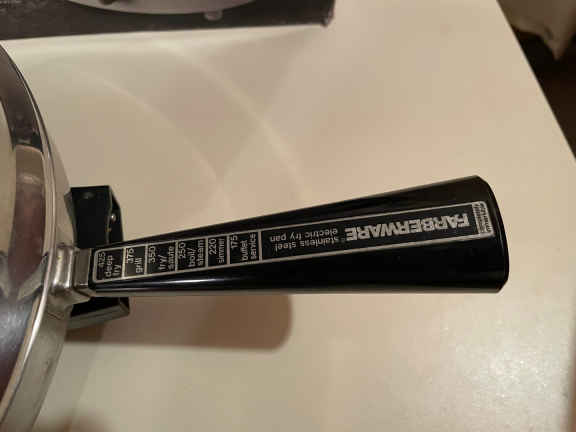 425
deep
fry
375
grill
350
fry/
saute
250
boil/
steam
220
simmer
175
buffet
service
stainless steel
electric fry pan
FARBERWARE®